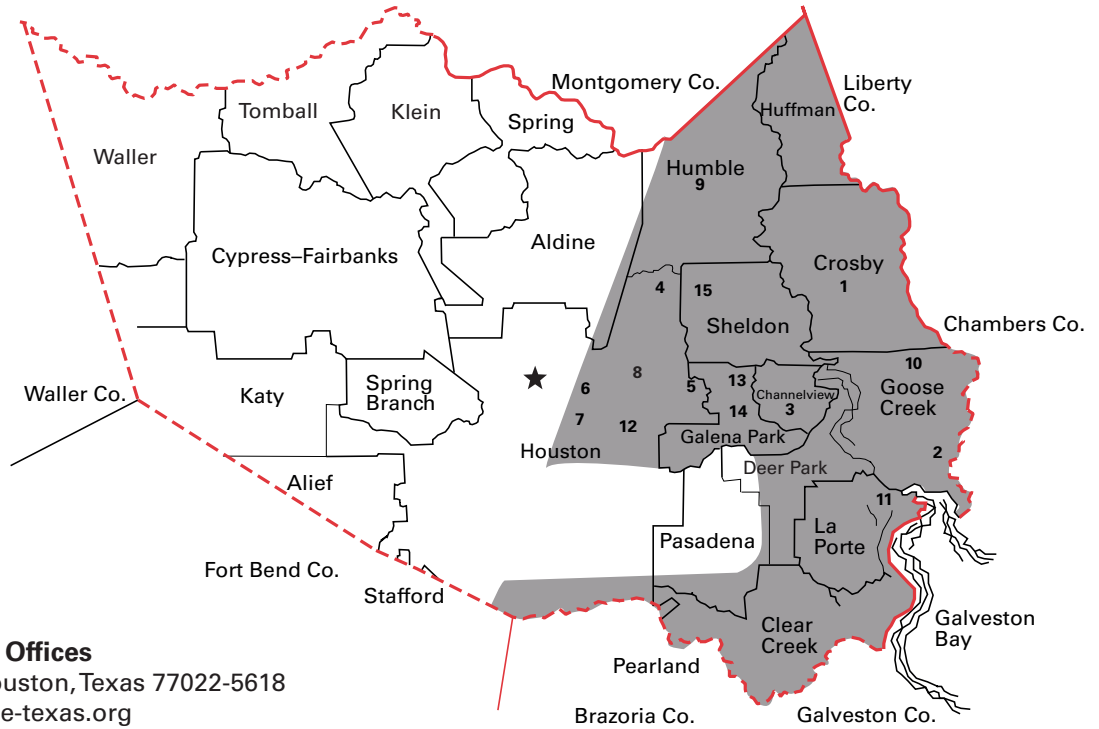 Montgomery Co.
Liberty
Co.
Tomball
Klein
Spring
Huffman
Waller
Humble
9
Aldine
Cypress–Fairbanks
Crosby
1
4
15
Sheldon
Chambers Co.
10
Goose
Creek
Waller Co.
Katy
Spring
Branch
6
8
5
13
Channelview
3
14
7
12
Galena Park
Houston
2
Deer Park
Alief
11
La
Porte
Pasadena
Fort Bend Co.
Stafford
Clear
Creek
Galveston
Bay
Pearland
Brazoria Co.
Galveston Co.
Offices
ouston, Texas 77022-5618
e-texas.org